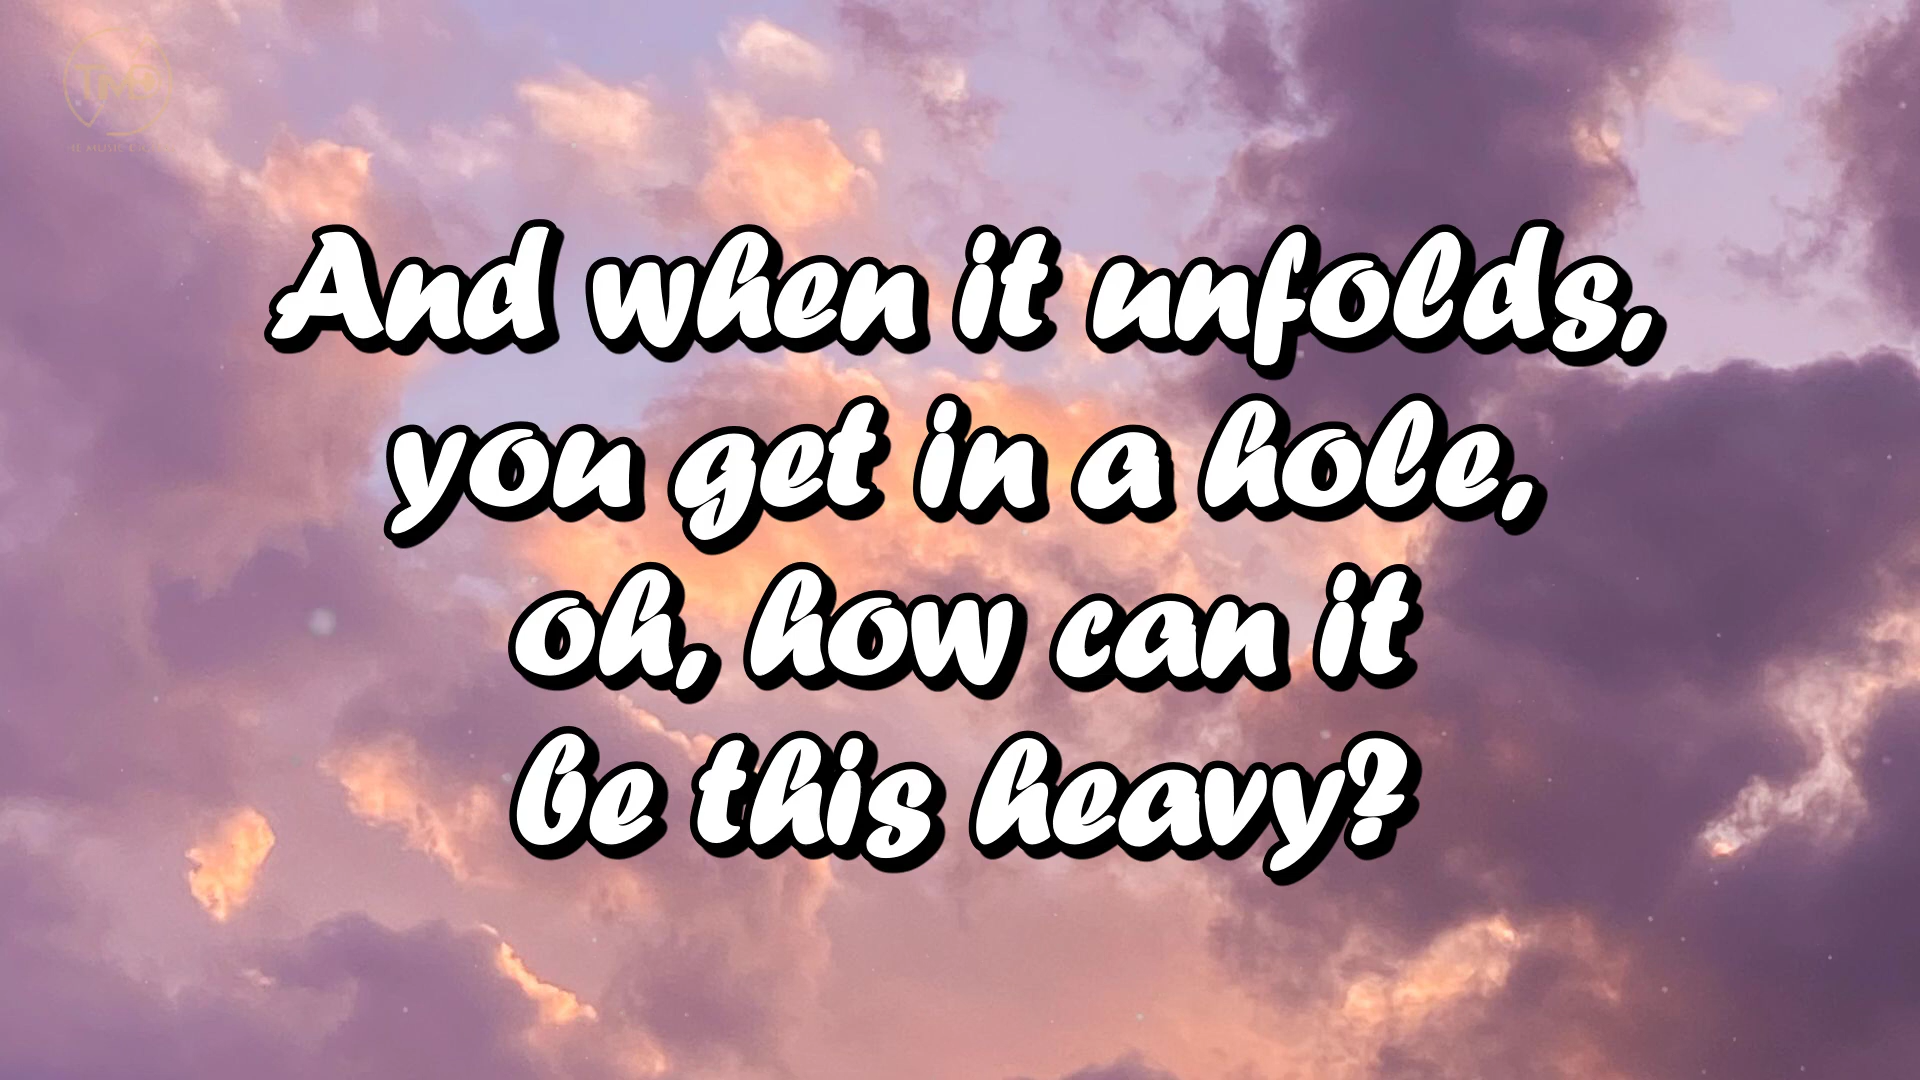 And when it unfolds,
you get in a hole,
oh, how can it
be this heavy?